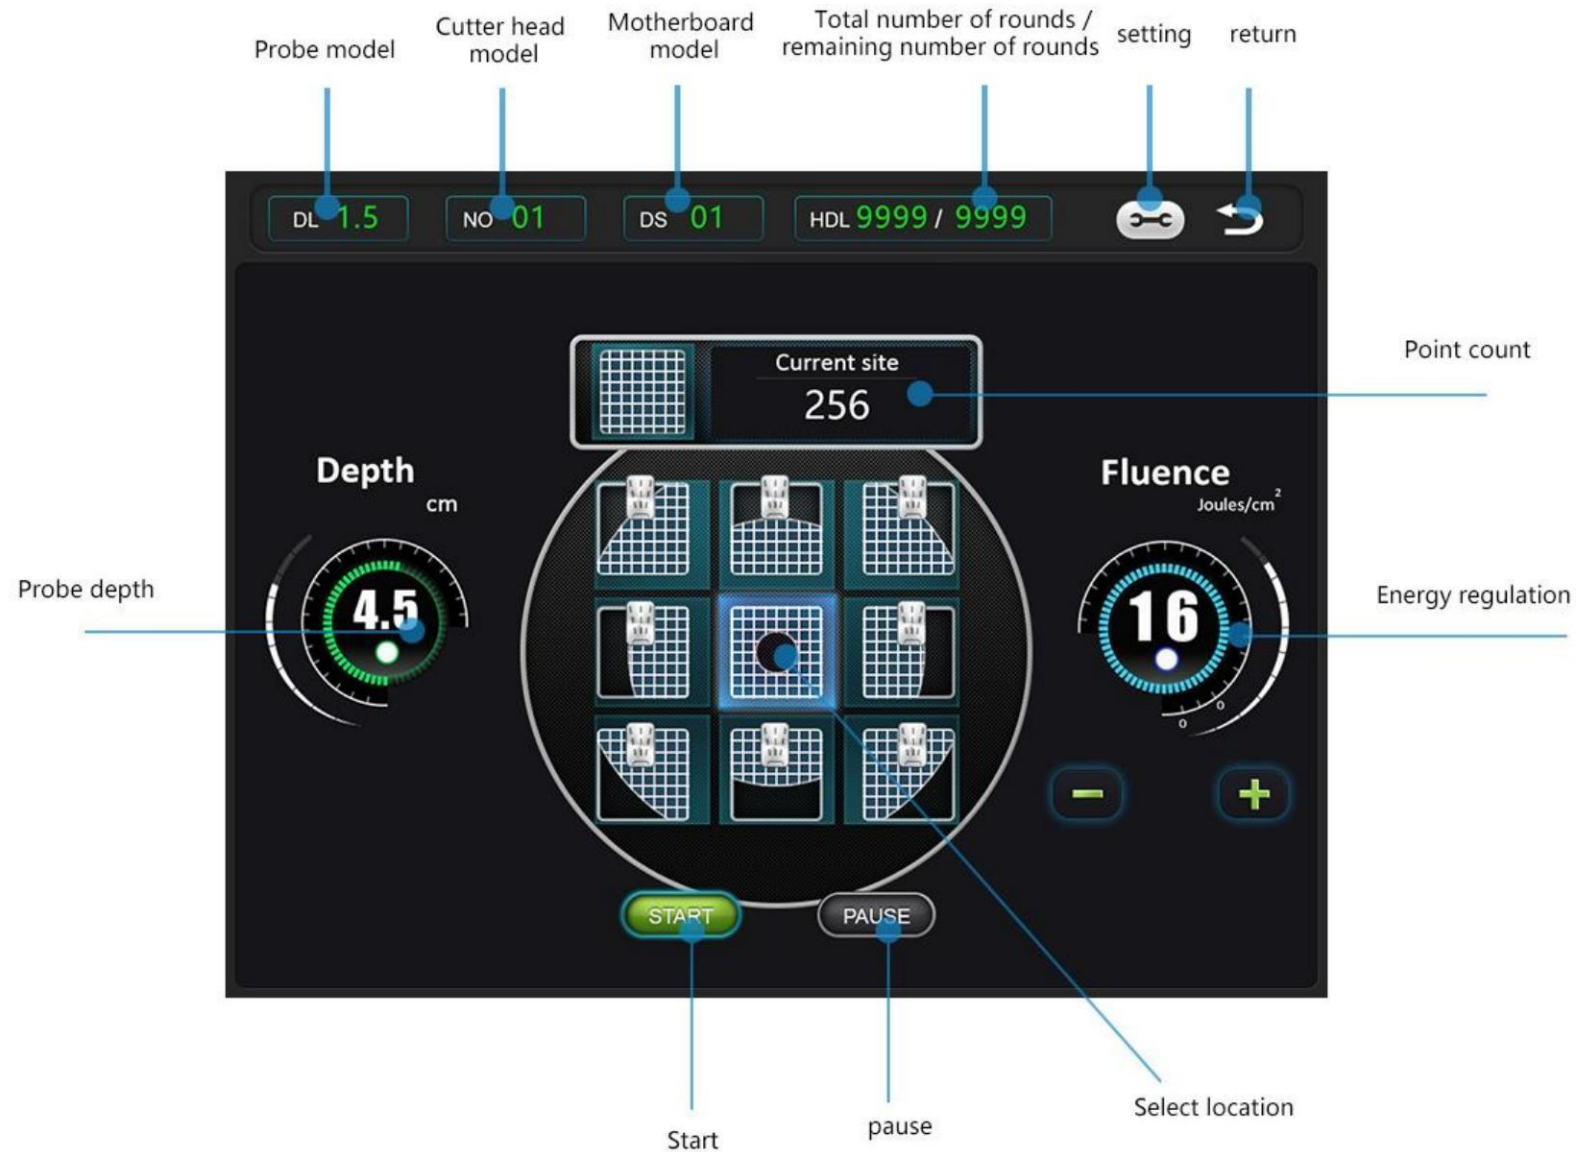 Probe model
Cutter head
model
Motherboard
model
Total number of rounds /
remaining number of rounds
setting
return
DL 1.5
NO 01
DS 01
HDL 9999 / 9999
Current site
256
Point count
Depth
cm
Fluence
Joules/cm²
4.5
16
Probe depth
Energy regulation
0
0
START
PAUSE
Select location
Start
pause